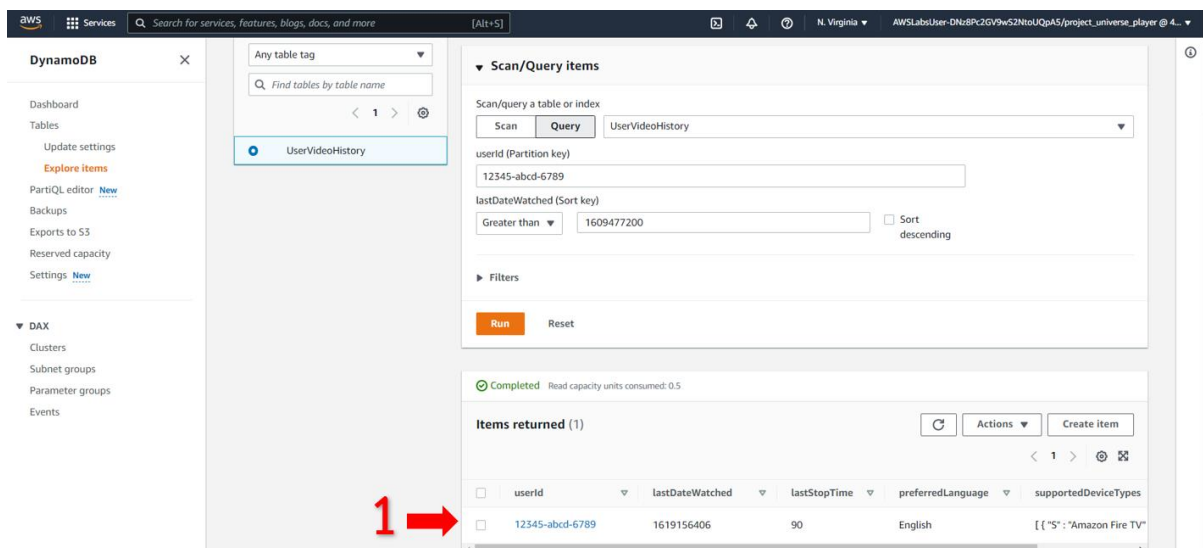 aws Services Search for services, features, blogs, docs, and more [Alt+S] N. Virginia AWSLabsUser-DNz8Pc2GV9wS2NtoUQpA5/project_universe_player @ 4...
DynamoDB
Dashboard
Tables
Update settings
Explore items
PartiQL editor New
Backups
Exports to S3
Reserved capacity
Settings New
DAX
Clusters
Subnet groups
Parameter groups
Events
Any table tag
Find tables by table name
1
UserVideoHistory
Scan/Query items
Scan/query a table or index
Scan Query UserVideoHistory
userId (Partition key)
12345-abcd-6789
lastDateWatched (Sort key)
Greater than 1609477200 Sort
descending
Filters
Run Reset
Completed Read capacity units consumed: 0.5
Items returned (1) Actions Create item
1
userId lastDateWatched lastStopTime preferredLanguage supportedDeviceTypes
1 12345-abcd-6789 1619156406 90 English [ { "S" : "Amazon Fire TV"